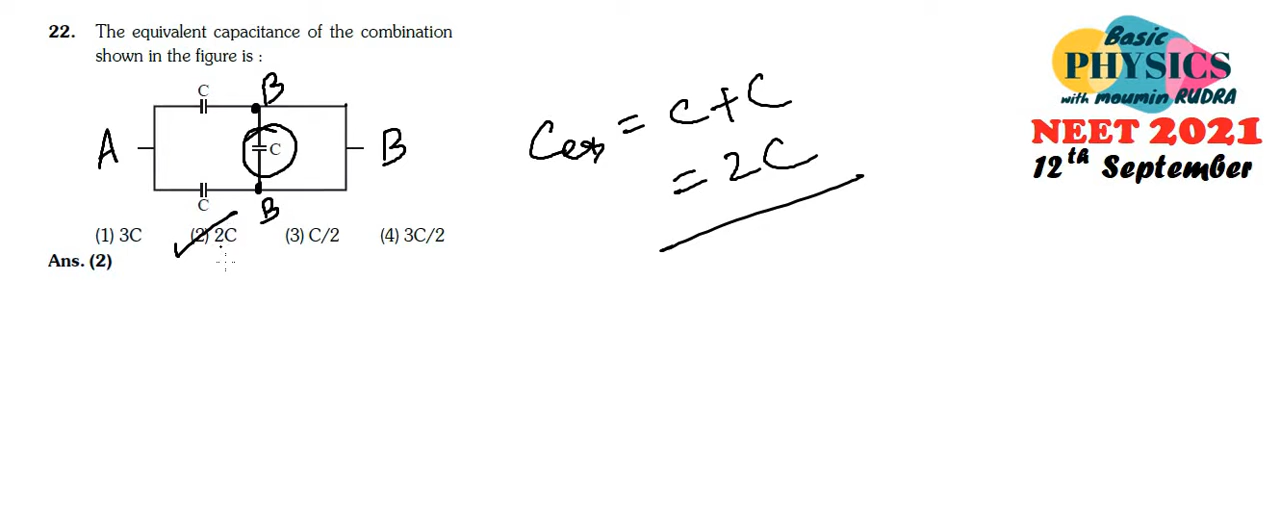 22. The equivalent capacitance of the combination
shown in the figure is :
C
B
A
C
B
C
B
(1) 3C (2) 2C (3) C/2 (4) 3C/2
Ans. (2)
Ceq = C+C
= 2C
Basic
PHYSICS
with moumin RUDRA
NEET 2021
12th September